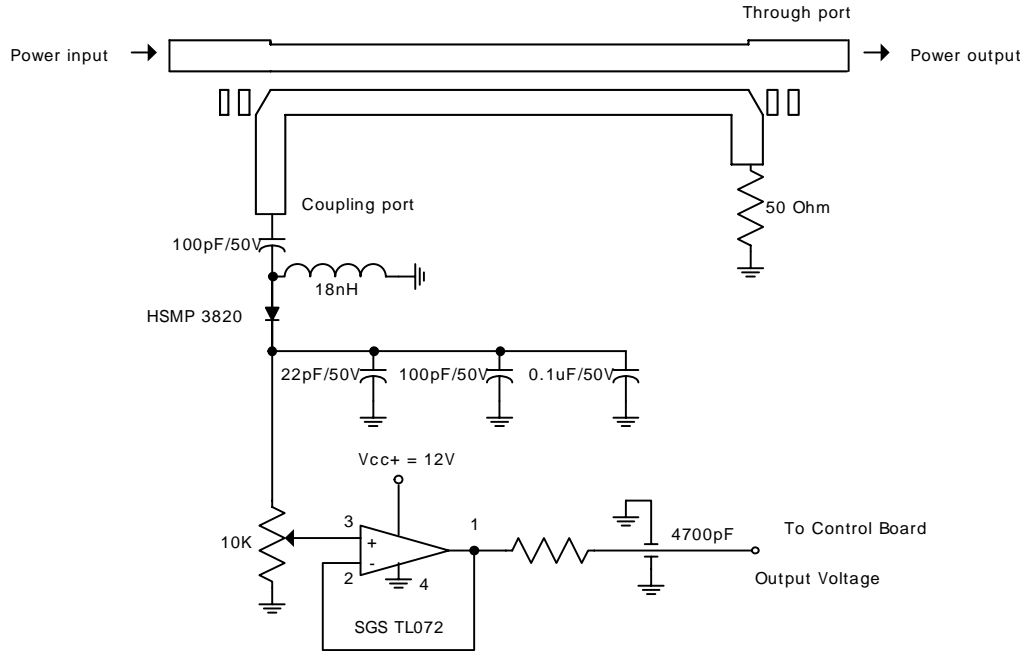 Through port
Power input
Power output
Coupling port
50 Ohm
100pF/50V
18nH
HSMP 3820
22pF/50V
100pF/50V
0.1uF/50V
Vcc+ = 12V
10K
3
+
-
2
4
1
4700pF
To Control Board
Output Voltage
SGS TL072